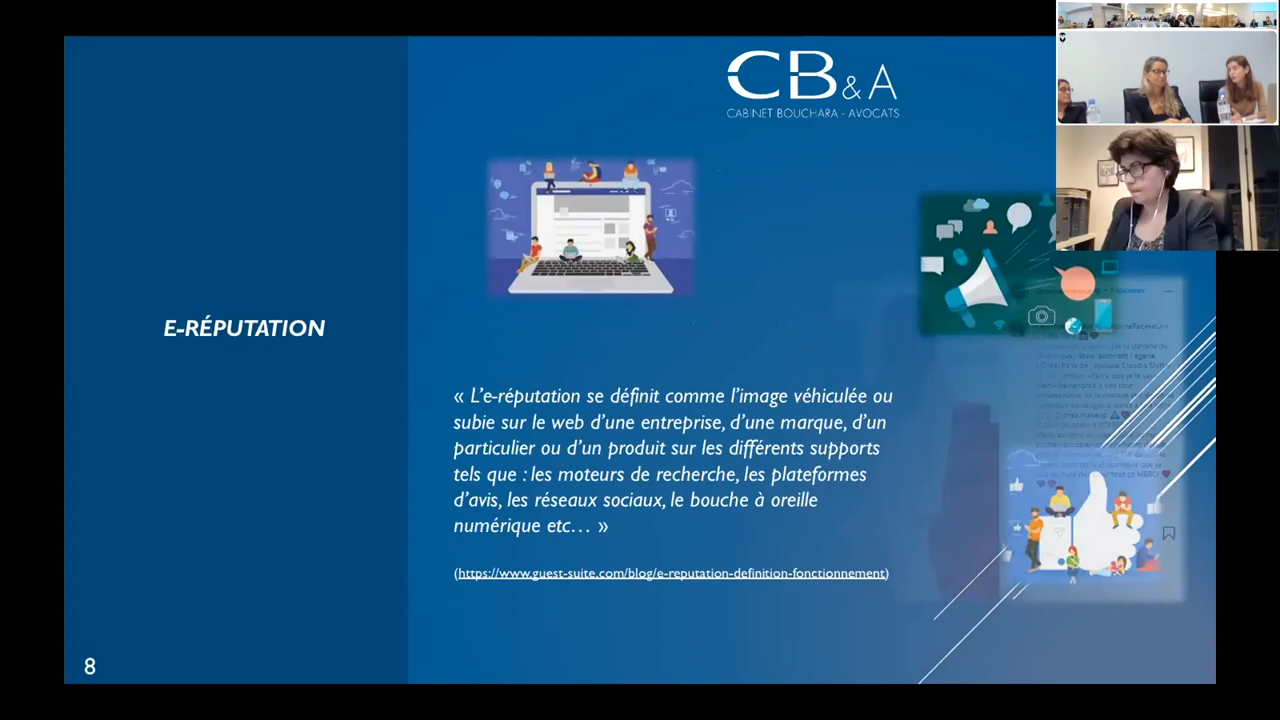 CB&A
CABINET BOUCHARA - AVOCATS
E-RÉPUTATION
« L'e-réputation se définit comme l'image véhiculée ou
subie sur le web d'une entreprise, d'une marque, d'un
particulier ou d'un produit sur les différents supports
tels que : les moteurs de recherche, les plateformes
d'avis, les réseaux sociaux, le bouche à oreille
numérique etc… »
(https://www.guest-suite.com/blog/e-reputation-definition-fonctionnement)
8